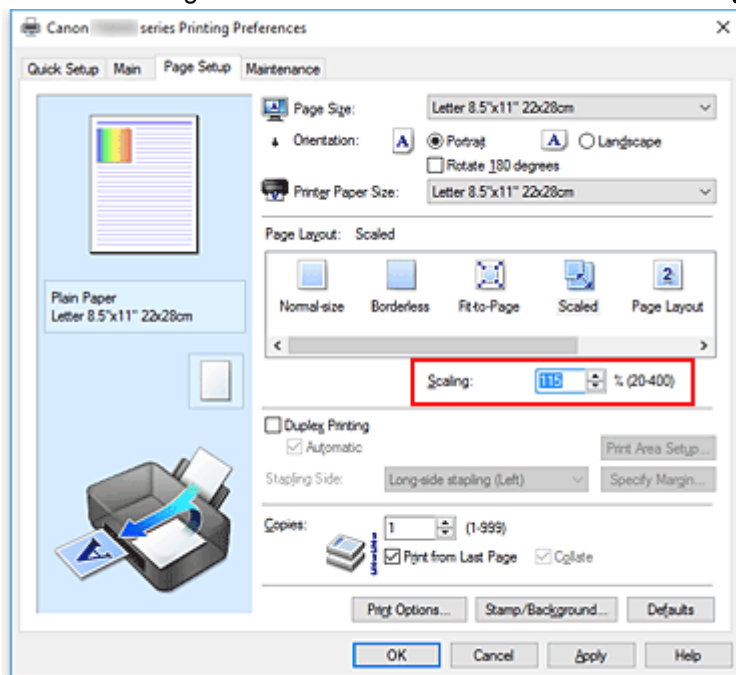 Canon series Printing Preferences
Quick Setup Main Page Setup Maintenance
Page Size: Letter 8.5"x11" 22x28cm
Orientation: A Portrait A Landscape
Rotate 180 degrees
Printer Paper Size: Letter 8.5"x11" 22x28cm
Page Layout: Scaled
Normal-size Borderless Fit-to-Page Scaled Page Layout
Plain Paper
Letter 8.5"x11" 22x28cm
Scaling: 115 % (20-400)
Duplex Printing
Automatic
Print Area Setup...
Stapling Side: Long-side stapling (Left) Specify Margin...
Copies: 1 (1-999)
Print from Last Page Collate
Print Options... Stamp/Background... Defaults
OK Cancel Apply Help